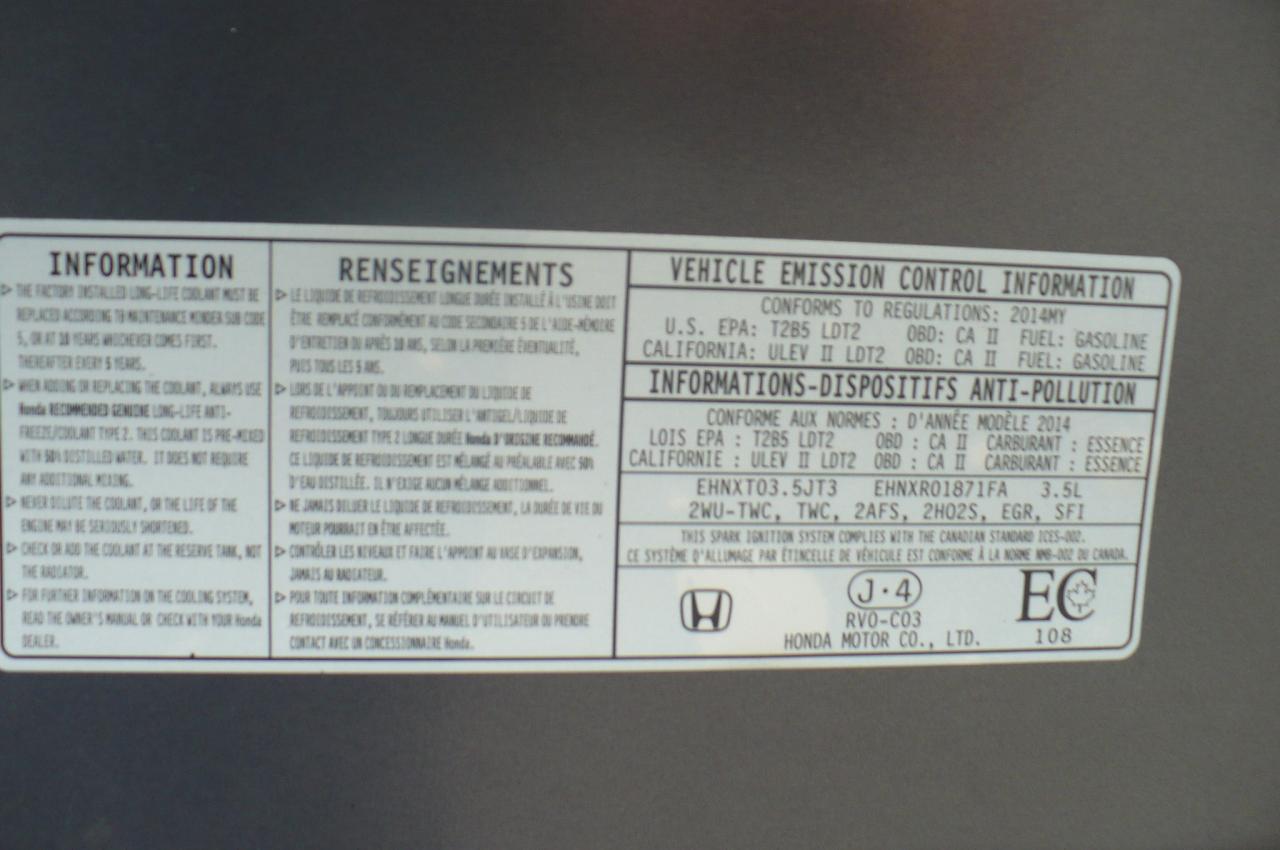 INFORMATION
▷ THE FACTORY INSTALLED LONG-LIFE COOLANT MUST BE
REPLACED ACCORDING TO MAINTENANCE MINDER SUB CODE
5, OR AT 10 YEARS WHICHEVER COMES FIRST.
THEREAFTER EVERY 5 YEARS.
▷ WHEN ADDING OR REPLACING THE COOLANT, ALWAYS USE
Honda RECOMMENDED GENUINE LONG-LIFE ANTI-
FREEZE/COOLANT TYPE 2. THIS COOLANT IS PRE-MIXED
WITH 50% DISTILLED WATER. IT DOES NOT REQUIRE
ANY ADDITIONAL MIXING.
▷ NEVER DILUTE THE COOLANT, OR THE LIFE OF THE
ENGINE MAY BE SERIOUSLY SHORTENED.
▷ CHECK OR ADD THE COOLANT AT THE RESERVE TANK, NOT
THE RADIATOR.
▷ FOR FURTHER INFORMATION ON THE COOLING SYSTEM,
READ THE OWNER'S MANUAL OR CHECK WITH YOUR Honda
DEALER.
RENSEIGNEMENTS
▷ LE LIQUIDE DE REFROIDISSEMENT LONGUE DURÉE INSTALLÉ À L'USINE DOIT
ÊTRE REMPLACÉ CONFORMÉMENT AU CODE SECONDAIRE 5 DE L'AIDE-MÉMOIRE
D'ENTRETIEN OU APRÈS 10 ANS, SELON LA PREMIÈRE ÉVENTUALITÉ,
PUIS TOUS LES 5 ANS.
▷ LORS DE L'APPOINT OU DU REMPLACEMENT DU LIQUIDE DE
REFROIDISSEMENT, TOUJOURS UTILISER L'ANTIGEL/LIQUIDE DE
REFROIDISSEMENT TYPE 2 LONGUE DURÉE Honda D'ORIGINE RECOMMANDÉ.
CE LIQUIDE DE REFROIDISSEMENT EST MÉLANGÉ AU PRÉALABLE AVEC 50%
D'EAU DISTILLÉE. IL N'EXIGE AUCUN MÉLANGE ADDITIONNEL.
▷ NE JAMAIS DILUER LE LIQUIDE DE REFROIDISSEMENT, LA DURÉE DE VIE DU
MOTEUR POURRAIT EN ÊTRE AFFECTÉE.
▷ CONTRÔLER LES NIVEAUX ET FAIRE L'APPOINT AU VASE D'EXPANSION,
JAMAIS AU RADIATEUR.
▷ POUR TOUTE INFORMATION COMPLÉMENTAIRE SUR LE CIRCUIT DE
REFROIDISSEMENT, SE RÉFÉRER AU MANUEL D'UTILISATEUR OU PRENDRE
CONTACT AVEC UN CONCESSIONNAIRE Honda.
VEHICLE EMISSION CONTROL INFORMATION
CONFORMS TO REGULATIONS: 2014MY
U.S. EPA: T2B5 LDT2 OBD: CA II FUEL: GASOLINE
CALIFORNIA: ULEV II LDT2 OBD: CA II FUEL: GASOLINE
INFORMATIONS-DISPOSITIFS ANTI-POLLUTION
CONFORME AUX NORMES : D'ANNÉE MODÈLE 2014
LOIS EPA : T2B5 LDT2 OBD : CA II CARBURANT : ESSENCE
CALIFORNIE : ULEV II LDT2 OBD : CA II CARBURANT : ESSENCE
EHNXT03.5JT3 EHNXR01871FA 3.5L
2WU-TWC, TWC, 2AFS, 2HO2S, EGR, SFI
THIS SPARK IGNITION SYSTEM COMPLIES WITH THE CANADIAN STANDARD ICES-002.
CE SYSTÈME D'ALLUMAGE PAR ÉTINCELLE DE VÉHICULE EST CONFORME À LA NORME NMB-002 DU CANADA.
J·4
RV0-C03
HONDA MOTOR CO., LTD.
EC
108